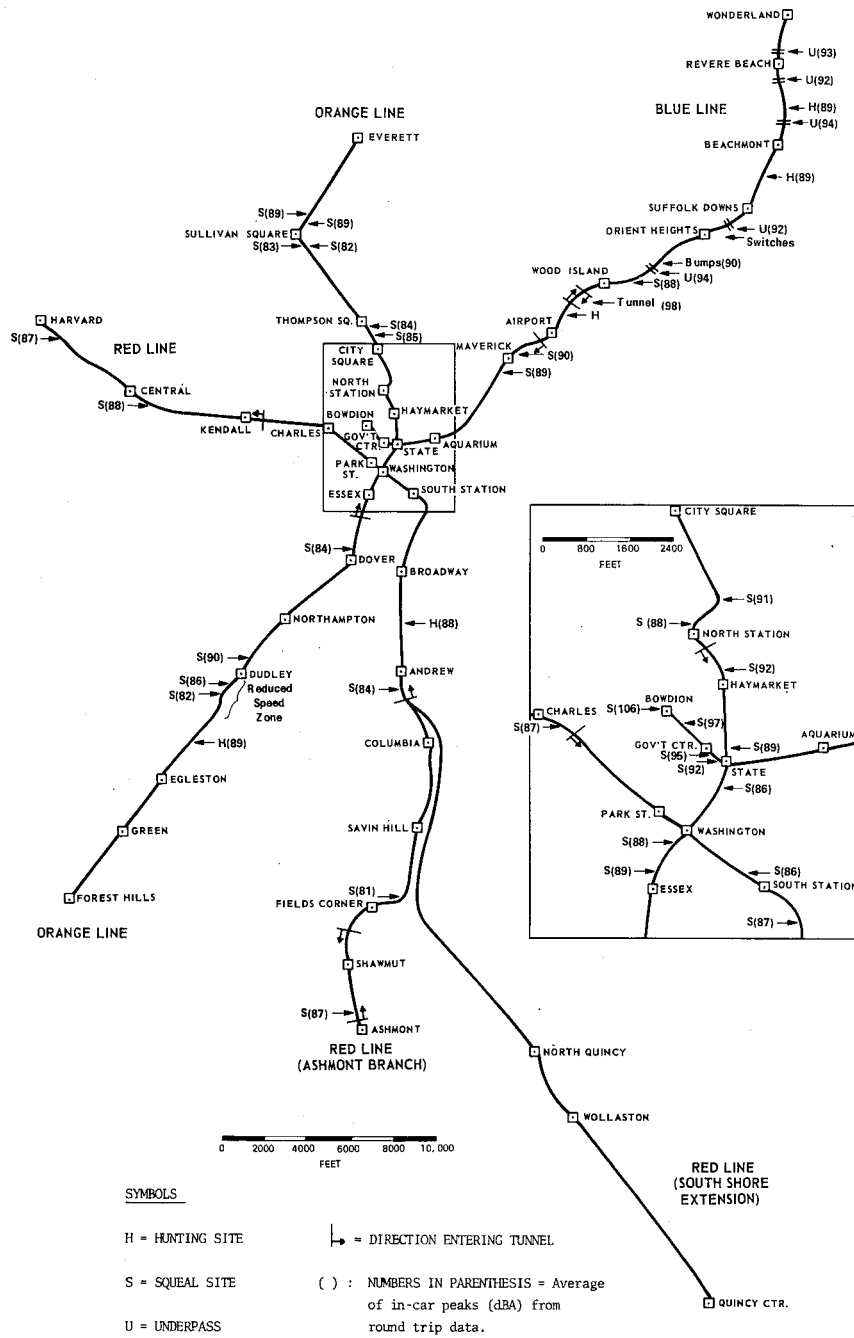 WONDERLAND
U(93)
REVERE BEACH
U(92)
BLUE LINE
H(89)
U(94)
ORANGE LINE
EVERETT
BEACHMONT
H(89)
S(89)
S(89)
SUFFOLK DOWNS
SULLIVAN SQUARE
ORIENT HEIGHTS
U(92)
Switches
S(83)
S(82)
Bumps(90)
U(94)
WOOD ISLAND
S(88)
Tunnel (98)
HARVARD
THOMPSON SQ.
S(84)
AIRPORT
H
S(87)
RED LINE
S(85)
CITY
SQUARE
MAVERICK
S(90)
S(89)
CENTRAL
NORTH
STATION
S(88)
KENDALL
BOWDION
HAYMARKET
CHARLES
GOV'T
CTR.
STATE
AQUARIUM
PARK
ST.
WASHINGTON
ESSEX
SOUTH STATION
S(84)
DOVER
BROADWAY
NORTHAMPTON
H(88)
S(90)
DUDLEY
Reduced
Speed
Zone
S(86)
S(82)
ANDREW
S(84)
H(89)
COLUMBIA
EGLESTON
GREEN
SAVIN HILL
FOREST HILLS
S(81)
FIELDS CORNER
ORANGE LINE
SHAWMUT
S(87)
ASHMONT
RED LINE
(ASHMONT BRANCH)
NORTH QUINCY
WOLLASTON
RED LINE
(SOUTH SHORE
EXTENSION)
QUINCY CTR.
CITY SQUARE
0 800 1600 2400
FEET
S(91)
S (88)
NORTH STATION
S(92)
HAYMARKET
CHARLES
BOWDION
S(106)
S(87)
S(97)
GOV'T CTR.
S(89)
AQUARIUM
S(95)
S(92)
STATE
S(86)
PARK ST.
WASHINGTON
S(88)
S(89)
S(86)
ESSEX
SOUTH STATION
S(87)
0 2000 4000 6000 8000 10,000
FEET
SYMBOLS
H = HUNTING SITE
= DIRECTION ENTERING TUNNEL
S = SQUEAL SITE
( ) : NUMBERS IN PARENTHESIS = Average
of in-car peaks (dBA) from
round trip data.
U = UNDERPASS